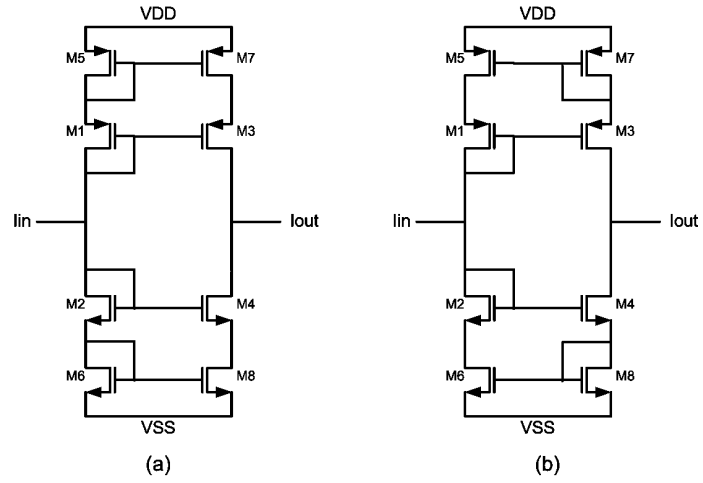 VDD
M5 M7
M1 M3
Iin Iout
M2 M4
M6 M8
VSS
(a)
VDD
M5 M7
M1 M3
Iin Iout
M2 M4
M6 M8
VSS
(b)